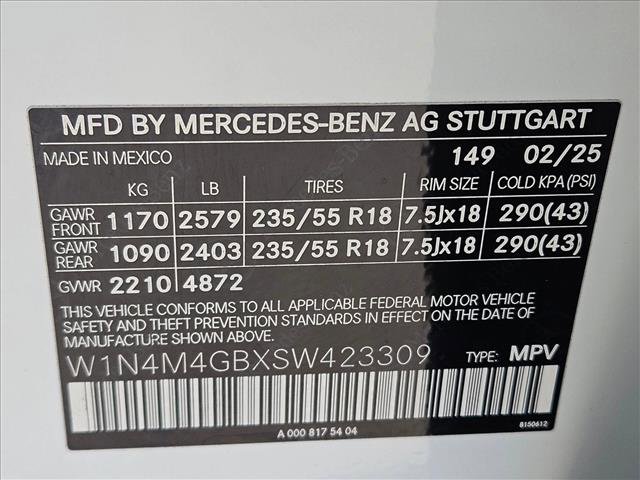 MFD BY MERCEDES-BENZ AG STUTTGART
MADE IN MEXICO 149 02/25
KG LB TIRES RIM SIZE COLD KPA (PSI)
GAWR FRONT 1170 2579 235/55 R18 7.5Jx18 290(43)
GAWR REAR 1090 2403 235/55 R18 7.5Jx18 290(43)
GVWR 2210 4872
THIS VEHICLE CONFORMS TO ALL APPLICABLE FEDERAL MOTOR VEHICLE
SAFETY AND THEFT PREVENTION STANDARDS IN EFFECT ON THE DATE OF
MANUFACTURE SHOWN ABOVE.
W1N4M4GBXSW423309 TYPE: MPV
A 000 817 54 04 8150612